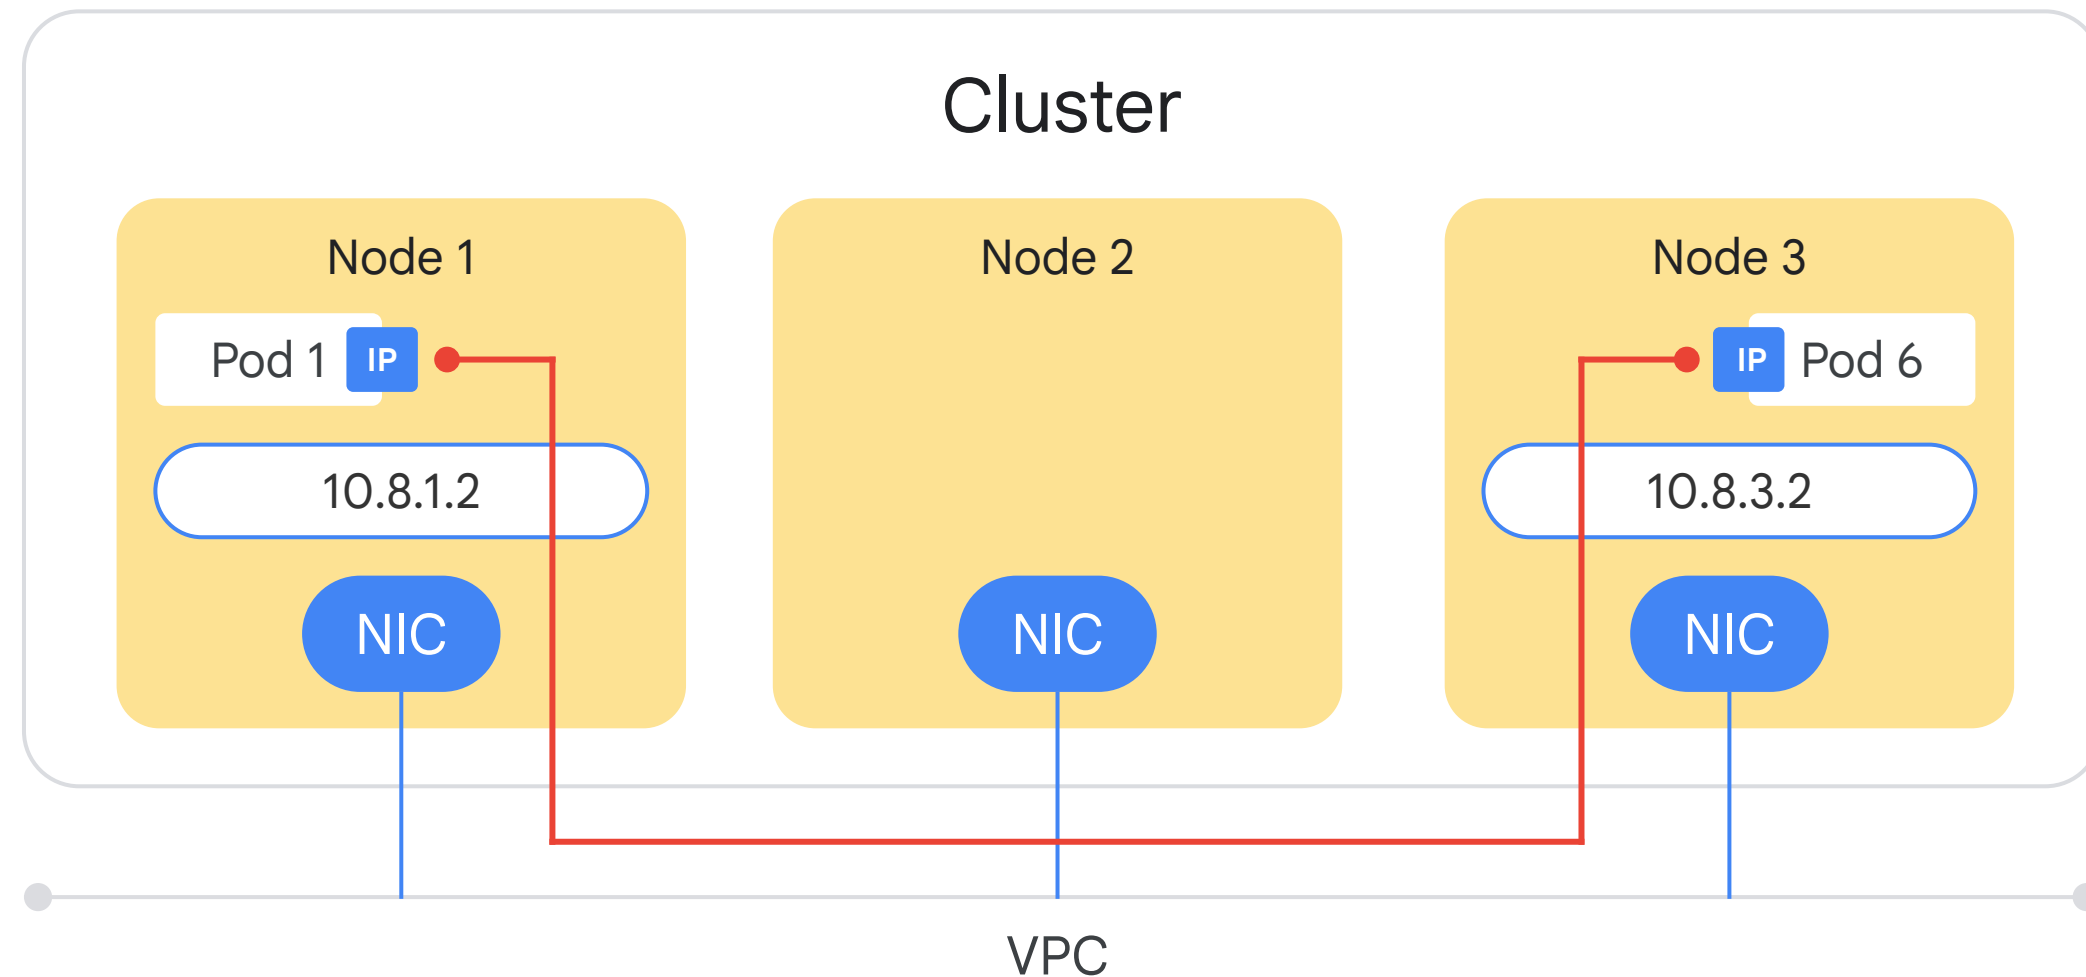 Cluster
Node 1
Node 2
Node 3
Pod 1
IP
IP
Pod 6
10.8.1.2
10.8.3.2
NIC
NIC
NIC
VPC